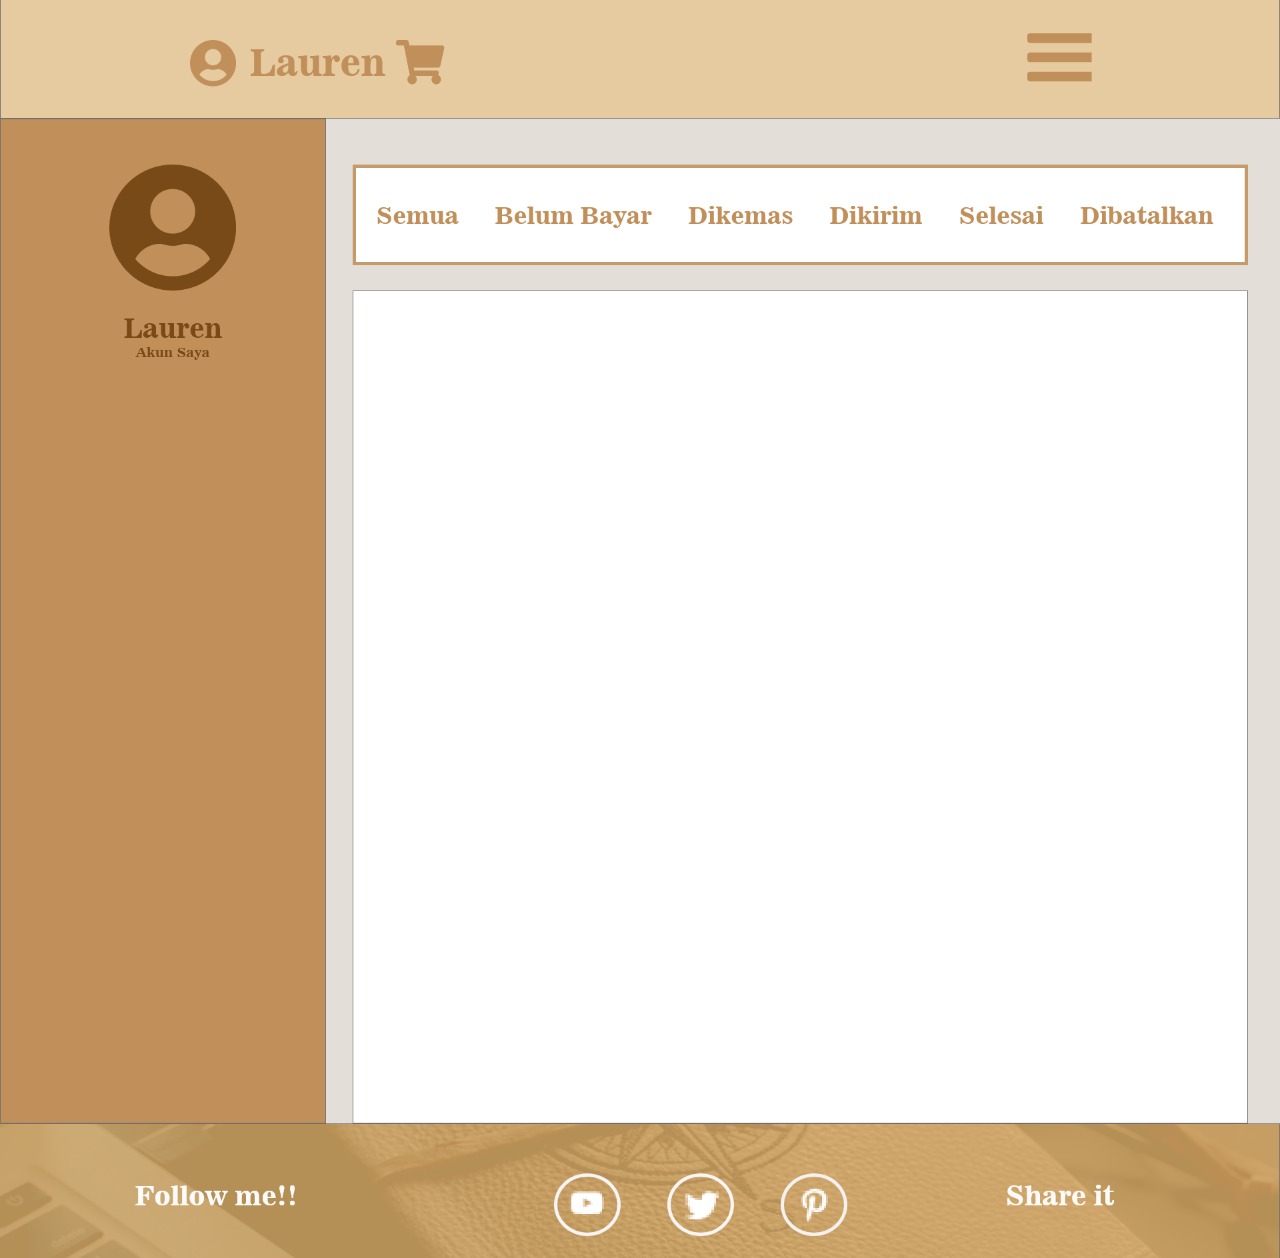 Lauren
Semua Belum Bayar Dikemas Dikirim Selesai Dibatalkan
Lauren
Akun Saya
Follow me!! Share it